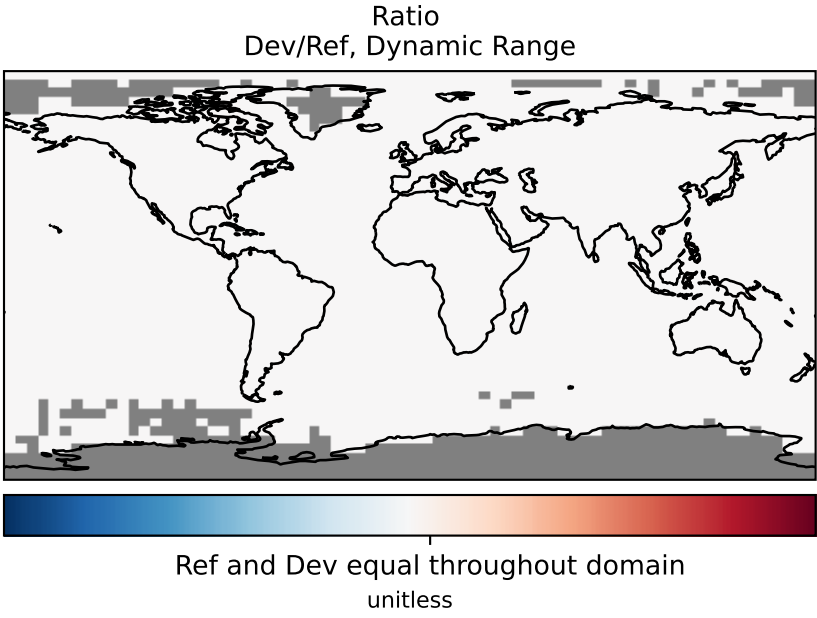 Ratio
Dev/Ref, Dynamic Range
Ref and Dev equal throughout domain
unitless